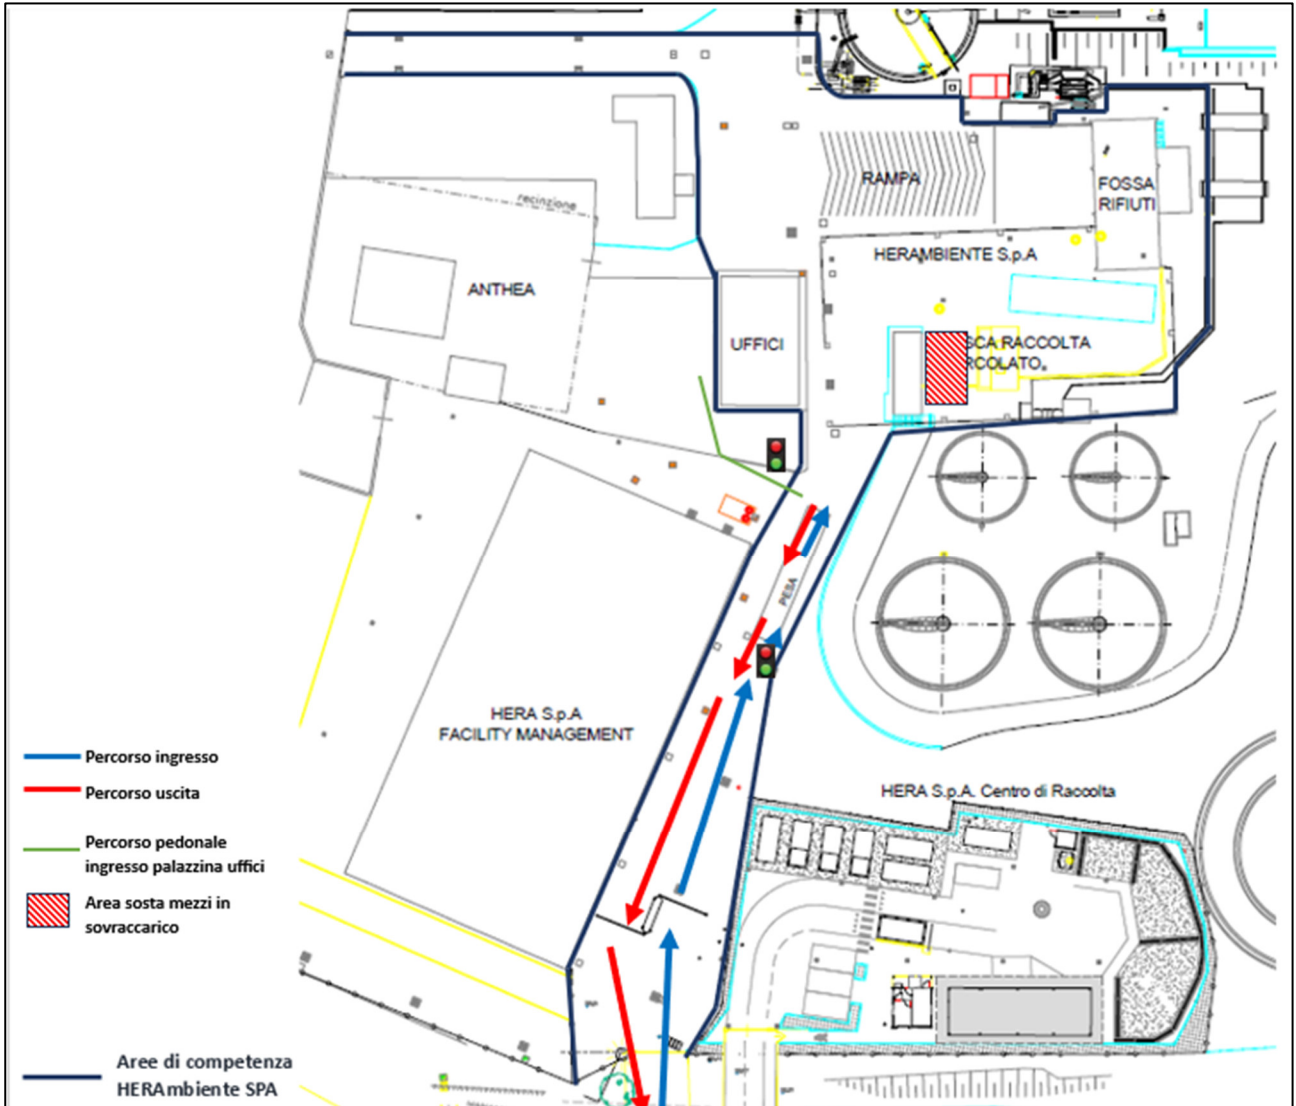 RAMPA
FOSSA
RIFIUTI
recinzione
HERAMBIENTE S.p.A
ANTHEA
UFFICI
SCA RACCOLTA
RCOLATO
PESA
HERA S.p.A
FACILITY MANAGEMENT
Percorso ingresso
Percorso uscita
HERA S.p.A. Centro di Raccolta
Percorso pedonale
ingresso palazzina uffici
Area sosta mezzi in
sovraccarico
Aree di competenza
HERAmbiente SPA